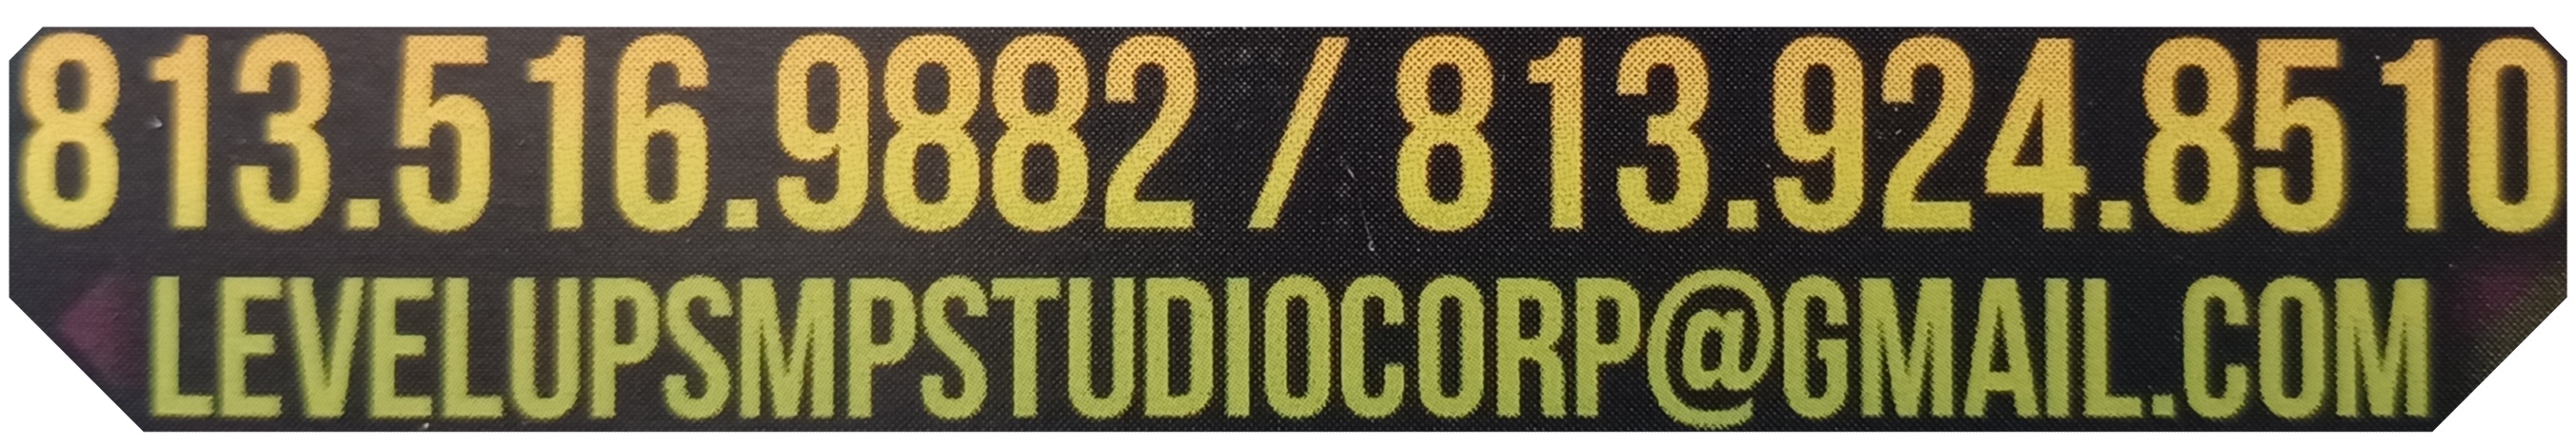 813.516.9882 / 813.924.8510
LEVELUPSMPSTUDIOCORP@GMAIL.COM